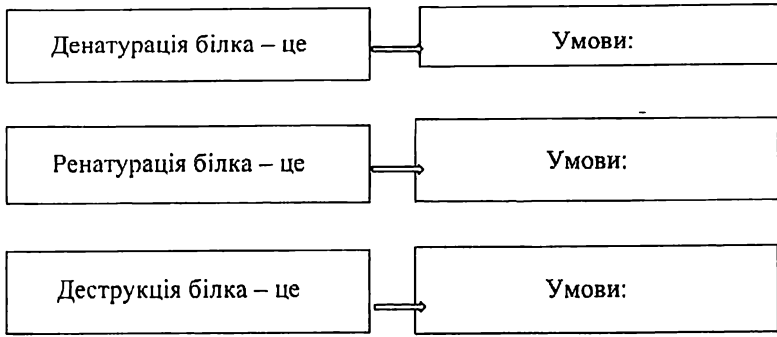 Денатурація білка – це
Умови:
Ренатурація білка – це
Умови:
Деструкція білка – це
Умови: